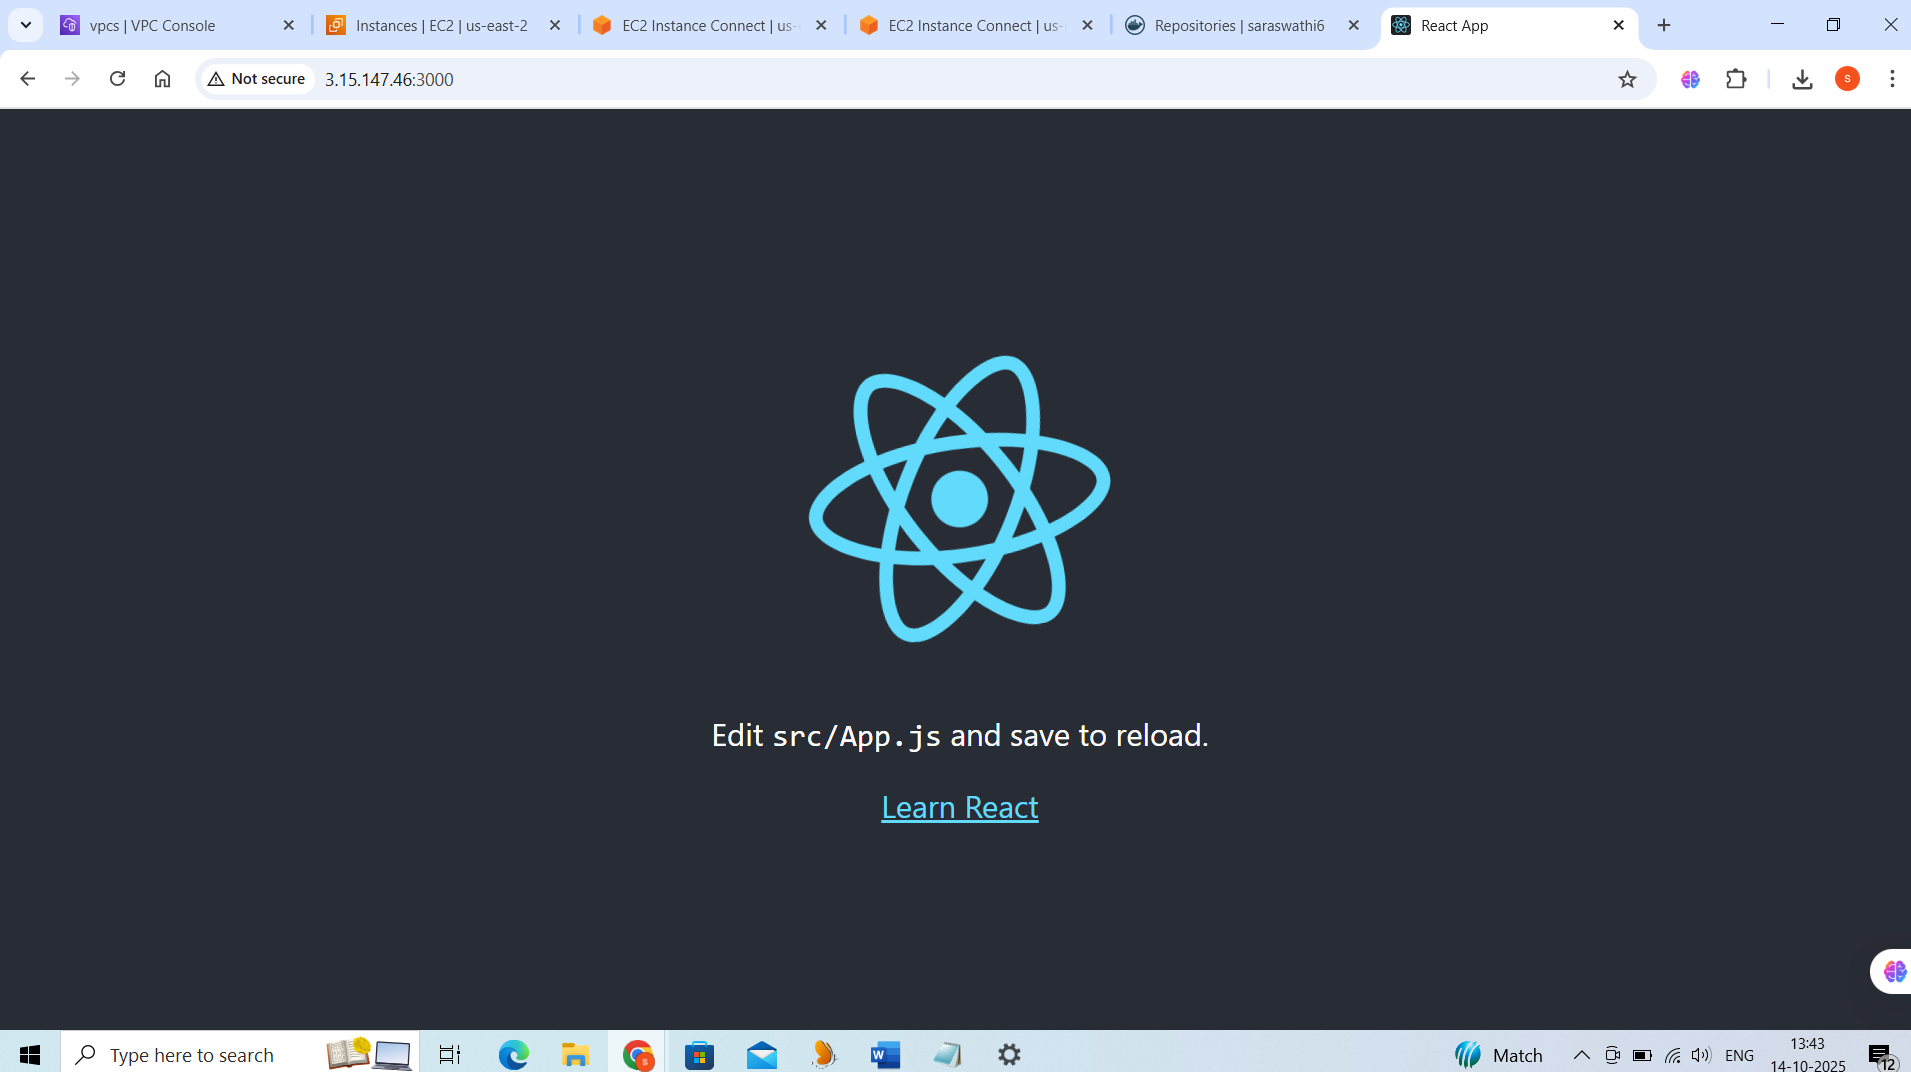 vpcs | VPC Console
Instances | EC2 | us-east-2
EC2 Instance Connect | us-
EC2 Instance Connect | us-
Repositories | saraswathi6
React App
Not secure
3.15.147.46:3000
S
Edit src/App.js and save to reload.
Learn React
Type here to search
S
W
Match
ENG
13:43
14-10-2025
12